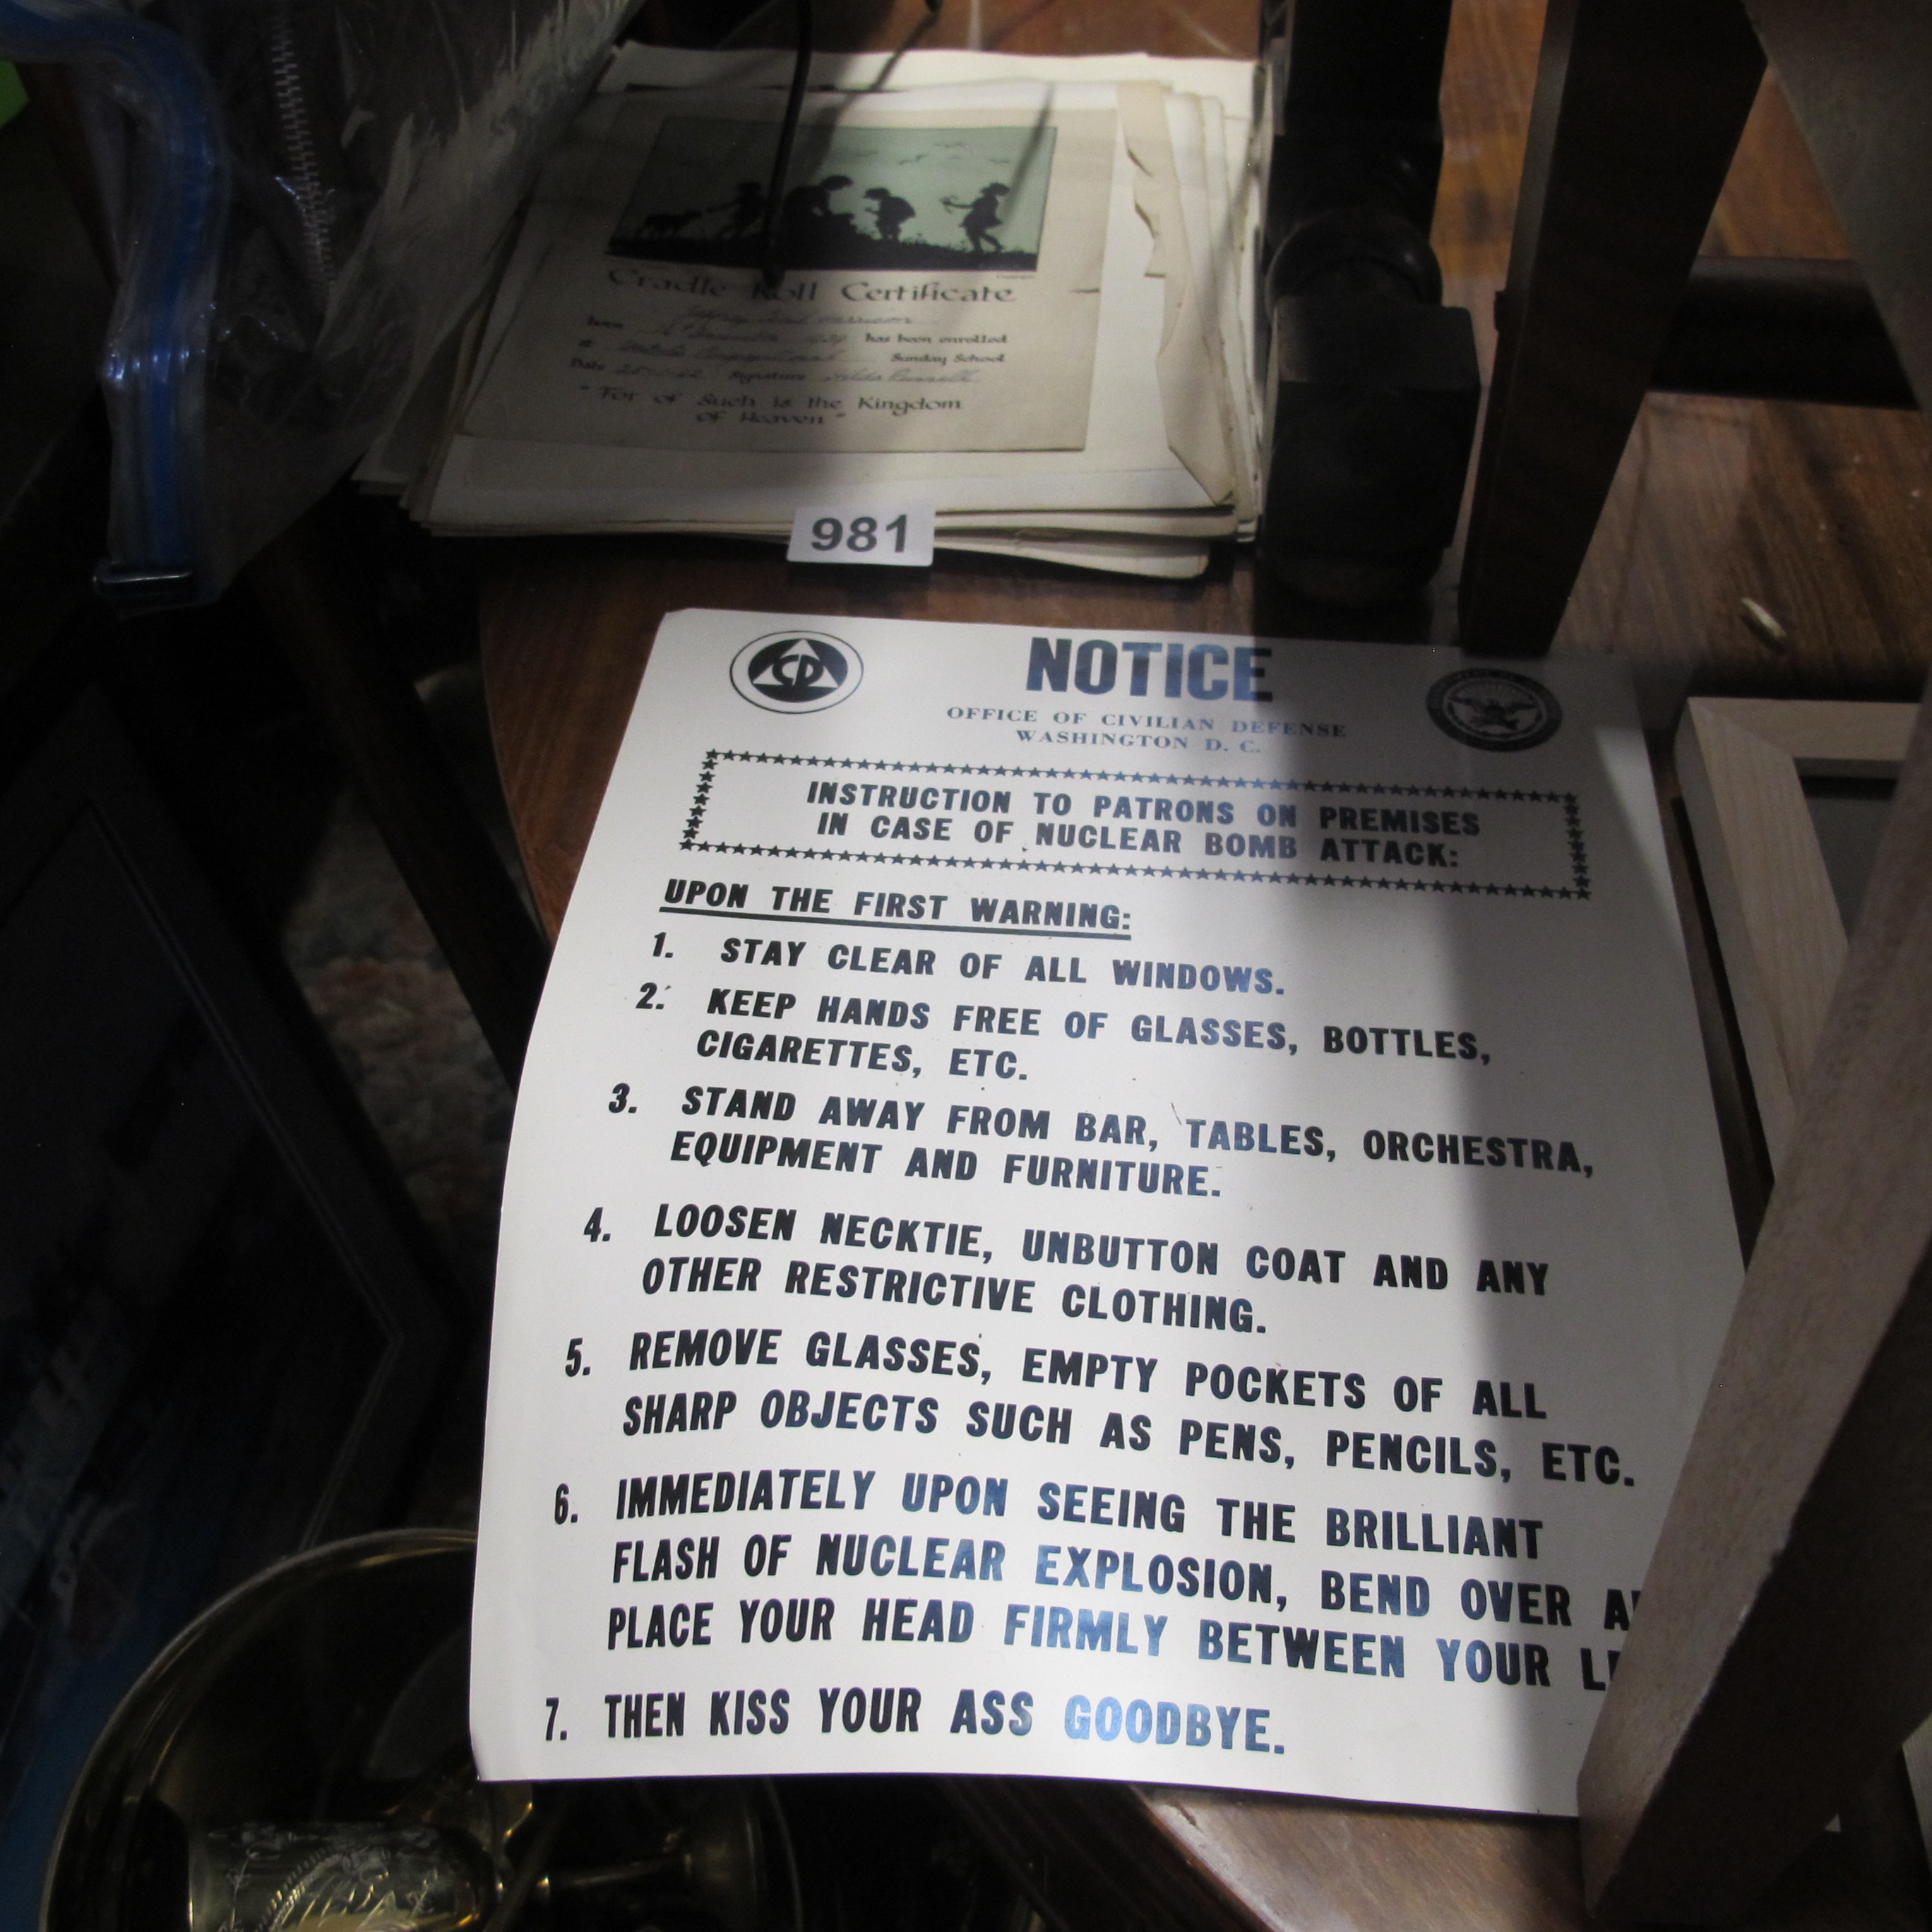 Cradle Roll Certificate
born has been enrolled
at Sunday School
Date Signature
"For of Such is the Kingdom
of Heaven"
981
CD
NOTICE
OFFICE OF CIVILIAN DEFENSE
WASHINGTON D. C.
INSTRUCTION TO PATRONS ON PREMISES
IN CASE OF NUCLEAR BOMB ATTACK:
UPON THE FIRST WARNING:
1. STAY CLEAR OF ALL WINDOWS.
2. KEEP HANDS FREE OF GLASSES, BOTTLES,
CIGARETTES, ETC.
3. STAND AWAY FROM BAR, TABLES, ORCHESTRA,
EQUIPMENT AND FURNITURE.
4. LOOSEN NECKTIE, UNBUTTON COAT AND ANY
OTHER RESTRICTIVE CLOTHING.
5. REMOVE GLASSES, EMPTY POCKETS OF ALL
SHARP OBJECTS SUCH AS PENS, PENCILS, ETC.
6. IMMEDIATELY UPON SEEING THE BRILLIANT
FLASH OF NUCLEAR EXPLOSION, BEND OVER
PLACE YOUR HEAD FIRMLY BETWEEN YOUR
7. THEN KISS YOUR ASS GOODBYE.